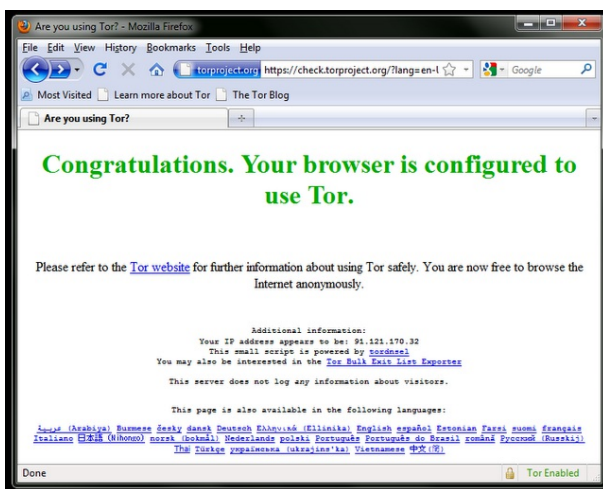 Are you using Tor? - Mozilla Firefox
File Edit View History Bookmarks Tools Help
torproject.org https://check.torproject.org/?lang=en-l Google
Most Visited Learn more about Tor The Tor Blog
Are you using Tor?
Congratulations. Your browser is configured to
use Tor.
Please refer to the Tor website for further information about using Tor safely. You are now free to browse the
Internet anonymously.
Additional information:
Your IP address appears to be: 91.121.170.32
This small script is powered by tordnsel
You may also be interested in the Tor Bulk Exit List Exporter
This server does not log any information about visitors.
This page is also available in the following languages:
عربية (Arabiya) Burmese česky dansk Deutsch Ελληνικά (Ellinika) English español Estonian Farsi suomi français
Italiano 日本語 (Nihongo) norsk (bokmål) Nederlands polski Português Português do Brasil română Русский (Russkij)
Thai Türkçe українська (ukrajins'ka) Vietnamese 中文(简)
Done Tor Enabled